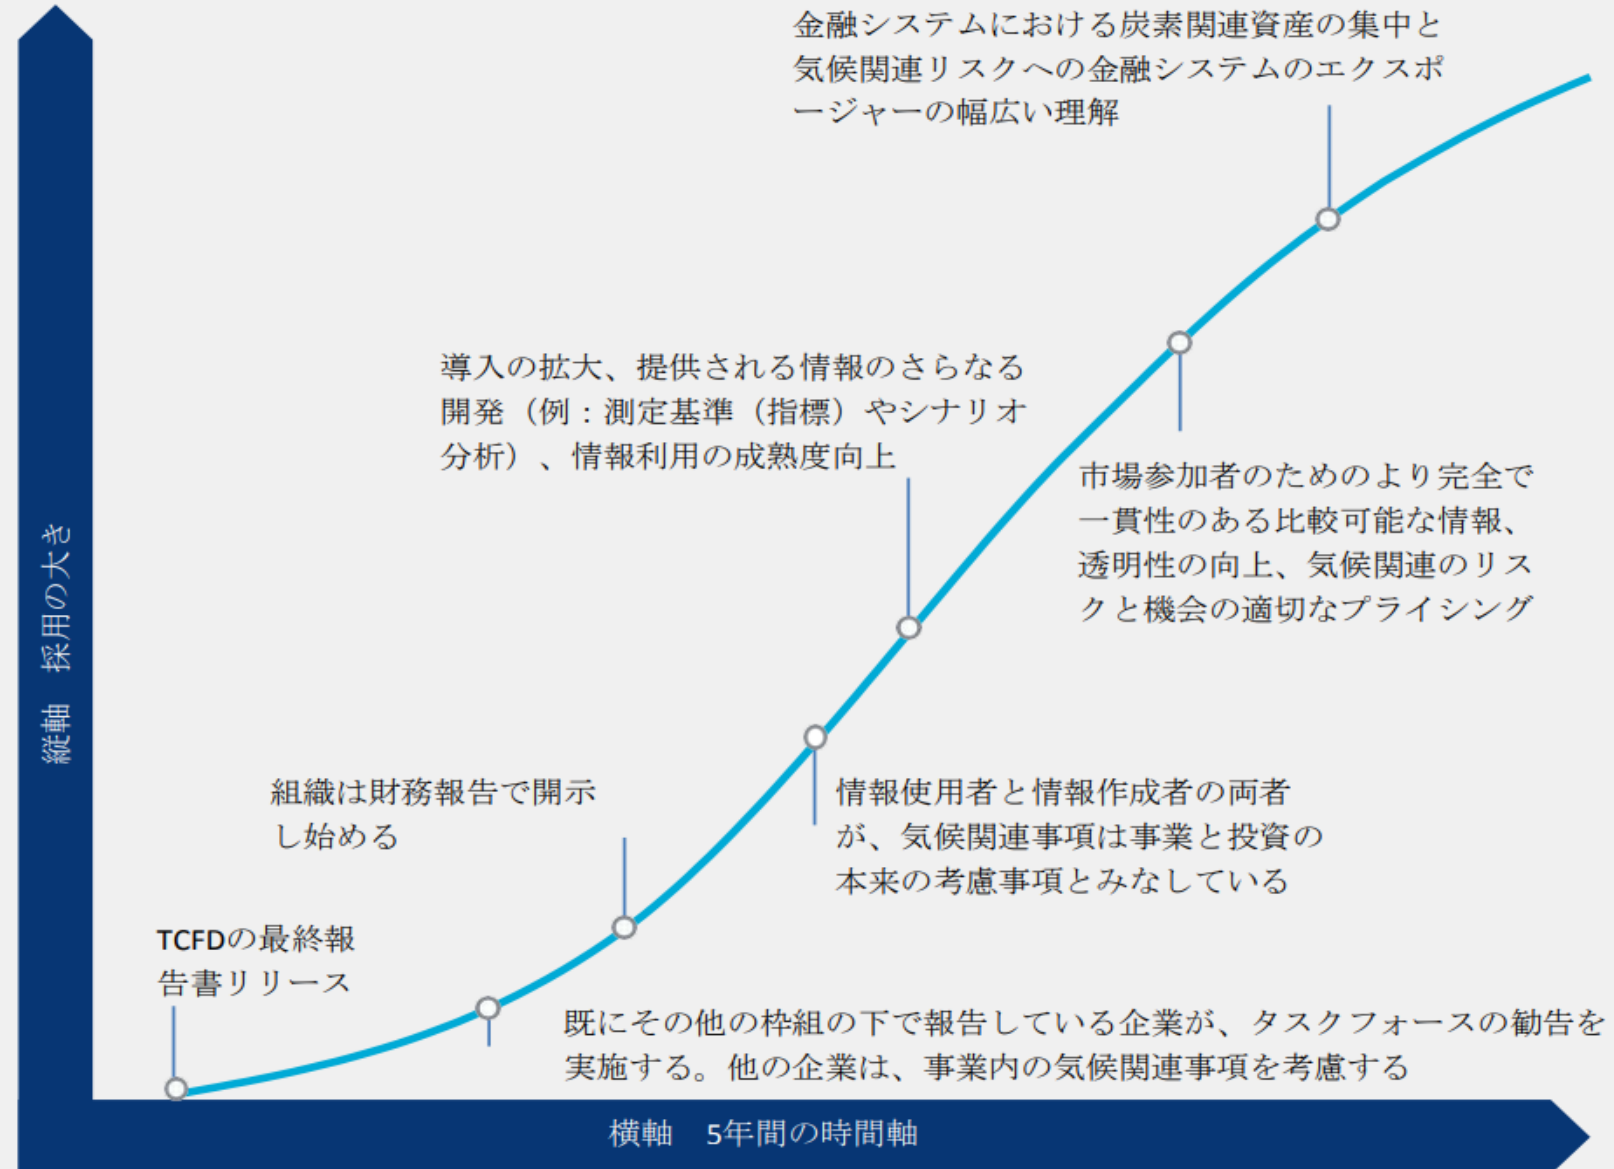 金融システムにおける炭素関連資産の集中と
気候関連リスクへの金融システムのエクスポ
ージャーの幅広い理解
導入の拡大、提供される情報のさらなる
開発（例：測定基準（指標）やシナリオ
分析）、情報利用の成熟度向上
市場参加者のためのより完全で
一貫性のある比較可能な情報、
透明性の向上、気候関連のリス
クと機会の適切なプライシング
縦軸　採用の大き
組織は財務報告で開示
し始める
情報使用者と情報作成者の両者
が、気候関連事項は事業と投資の
本来の考慮事項とみなしている
TCFDの最終報
告書リリース
既にその他の枠組の下で報告している企業が、タスクフォースの勧告を
実施する。他の企業は、事業内の気候関連事項を考慮する
横軸　5年間の時間軸